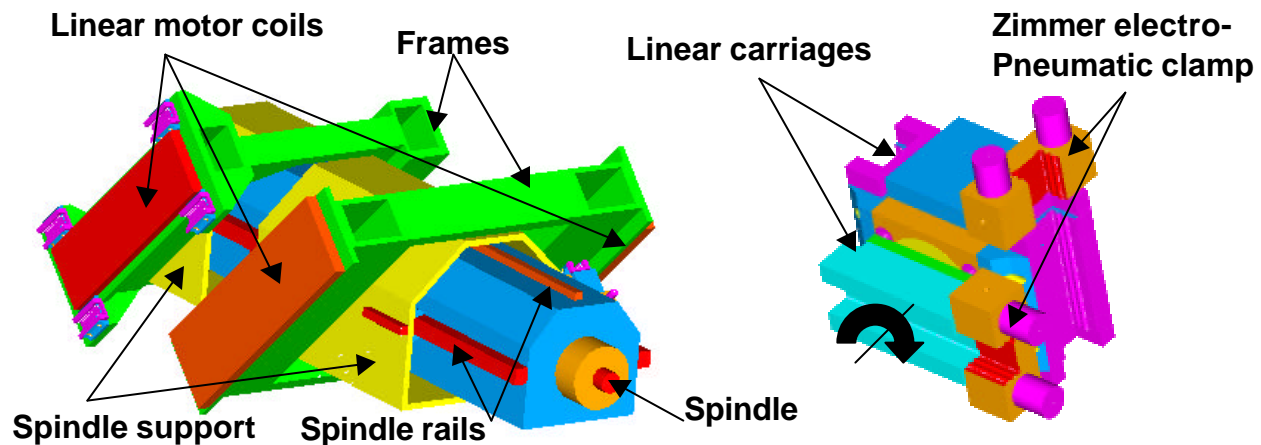 Linear motor coils
Frames
Linear carriages
Zimmer electro-
Pneumatic clamp
Spindle support
Spindle rails
Spindle